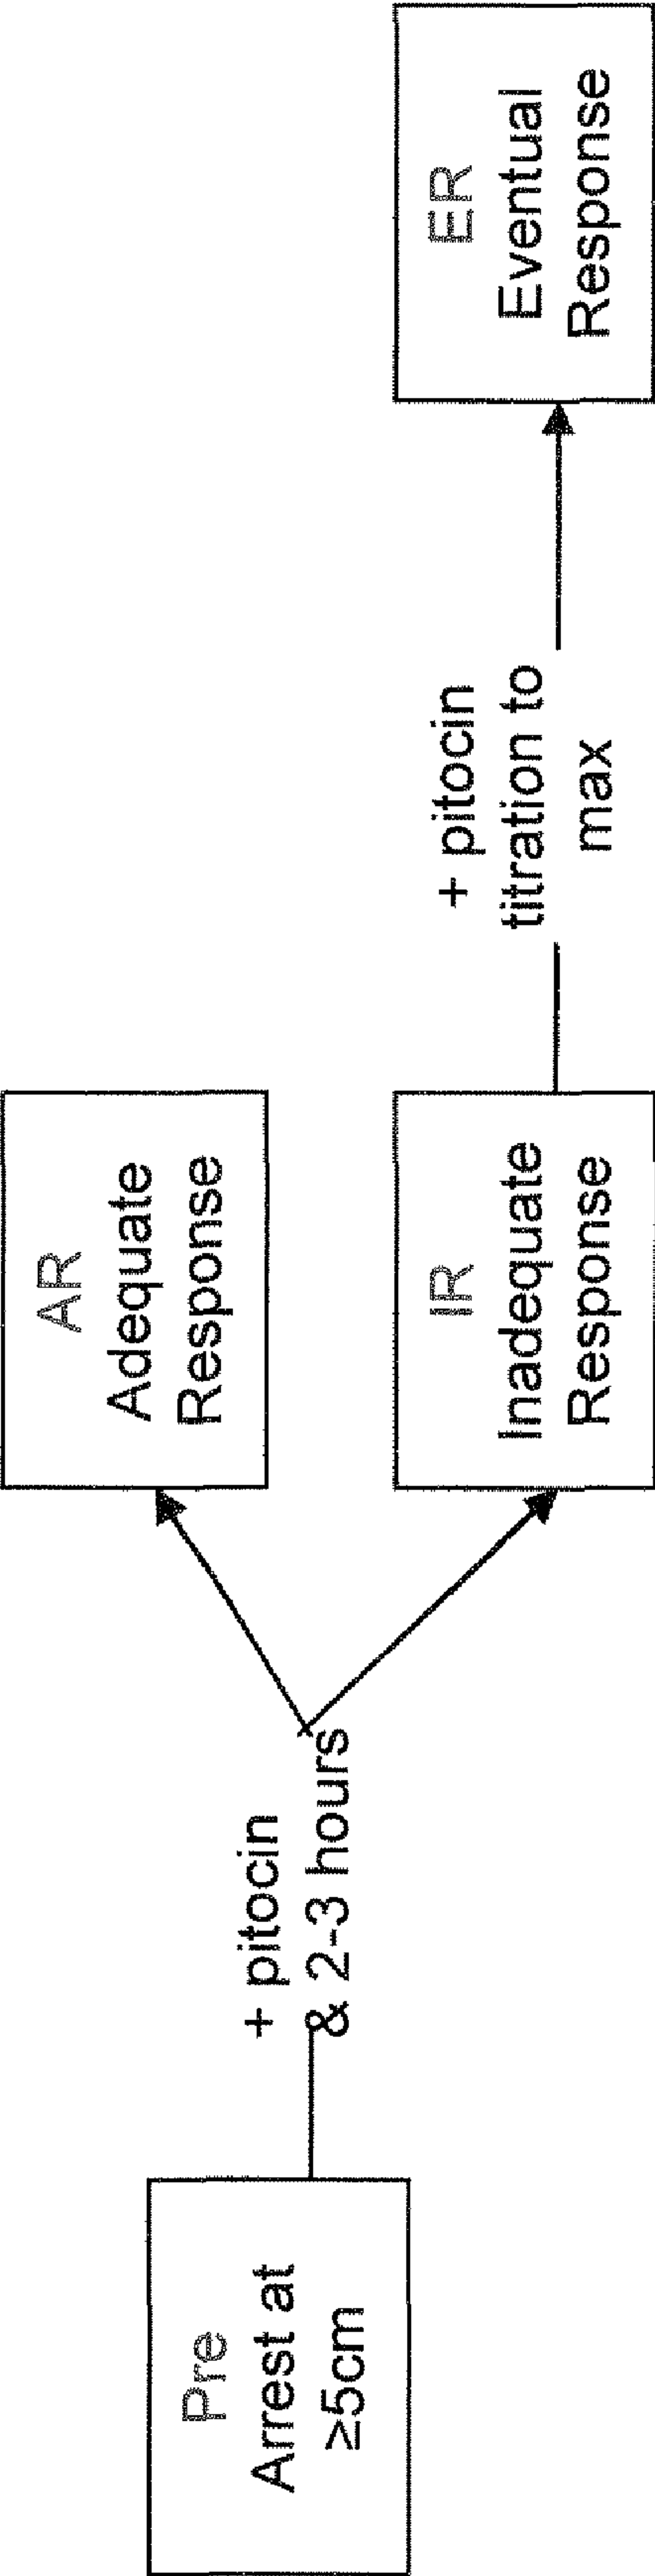 Pre
Arrest at
≥5cm
+ pitocin
& 2-3 hours
AR
Adequate
Response
IR
Inadequate
Response
+ pitocin
titration to
max
ER
Eventual
Response